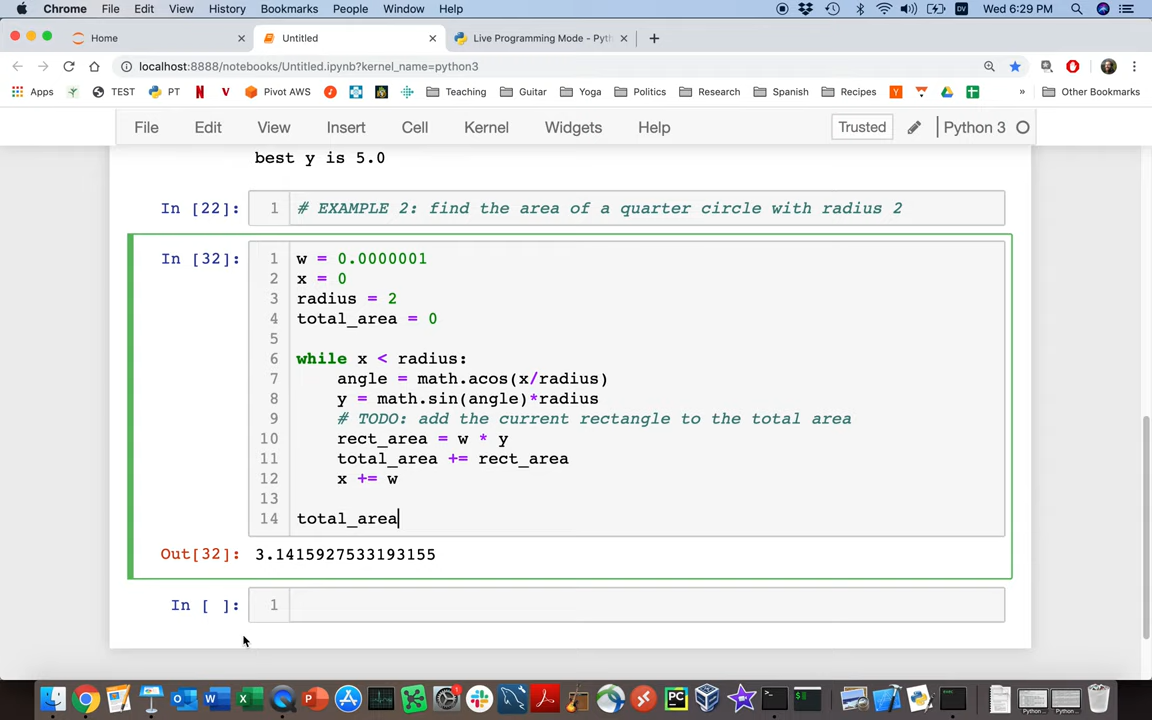 Chrome File Edit View History Bookmarks People Window Help Wed 6:29 PM
Home Untitled Live Programming Mode - Pyth
localhost:8888/notebooks/Untitled.ipynb?kernel_name=python3
Apps TEST PT Pivot AWS Teaching Guitar Yoga Politics Research Spanish Recipes » Other Bookmarks
File Edit View Insert Cell Kernel Widgets Help Trusted Python 3
best y is 5.0
In [22]: 1 # EXAMPLE 2: find the area of a quarter circle with radius 2
In [32]: 1 w = 0.0000001
2 x = 0
3 radius = 2
4 total_area = 0
5
6 while x < radius:
7 angle = math.acos(x/radius)
8 y = math.sin(angle)*radius
9 # TODO: add the current rectangle to the total area
10 rect_area = w * y
11 total_area += rect_area
12 x += w
13
14 total_area
Out[32]: 3.1415927533193155
In [ ]: 1